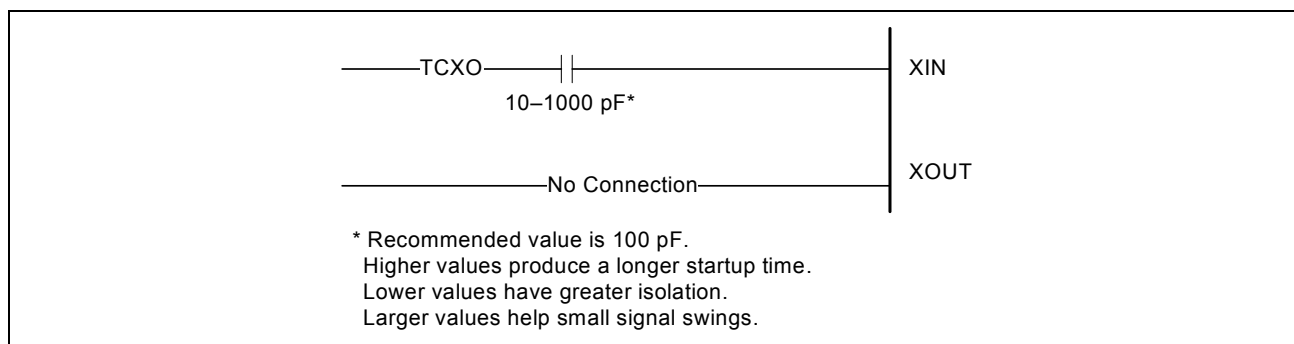 TCXO
XIN
10–1000 pF*
No Connection
XOUT
* Recommended value is 100 pF.
Higher values produce a longer startup time.
Lower values have greater isolation.
Larger values help small signal swings.